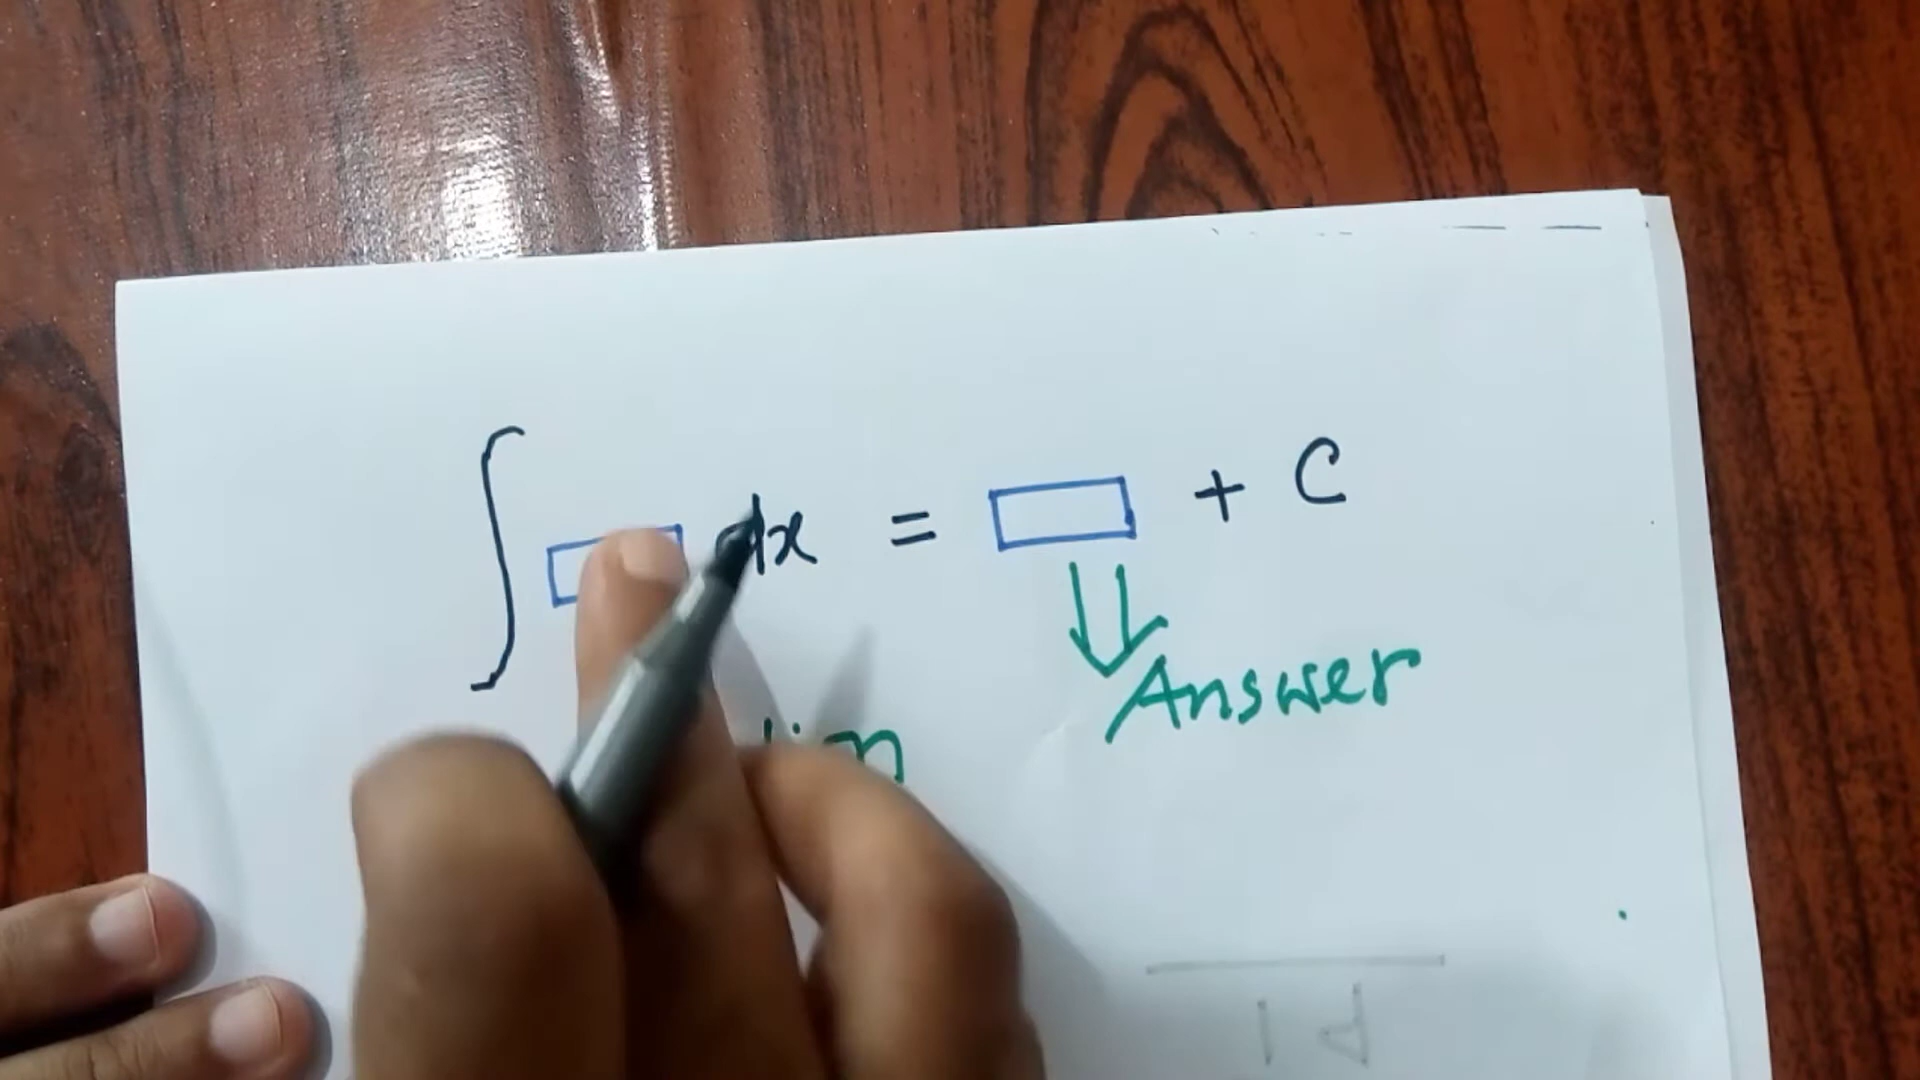 ∫ ▭ dx = ▭ + C
Answer